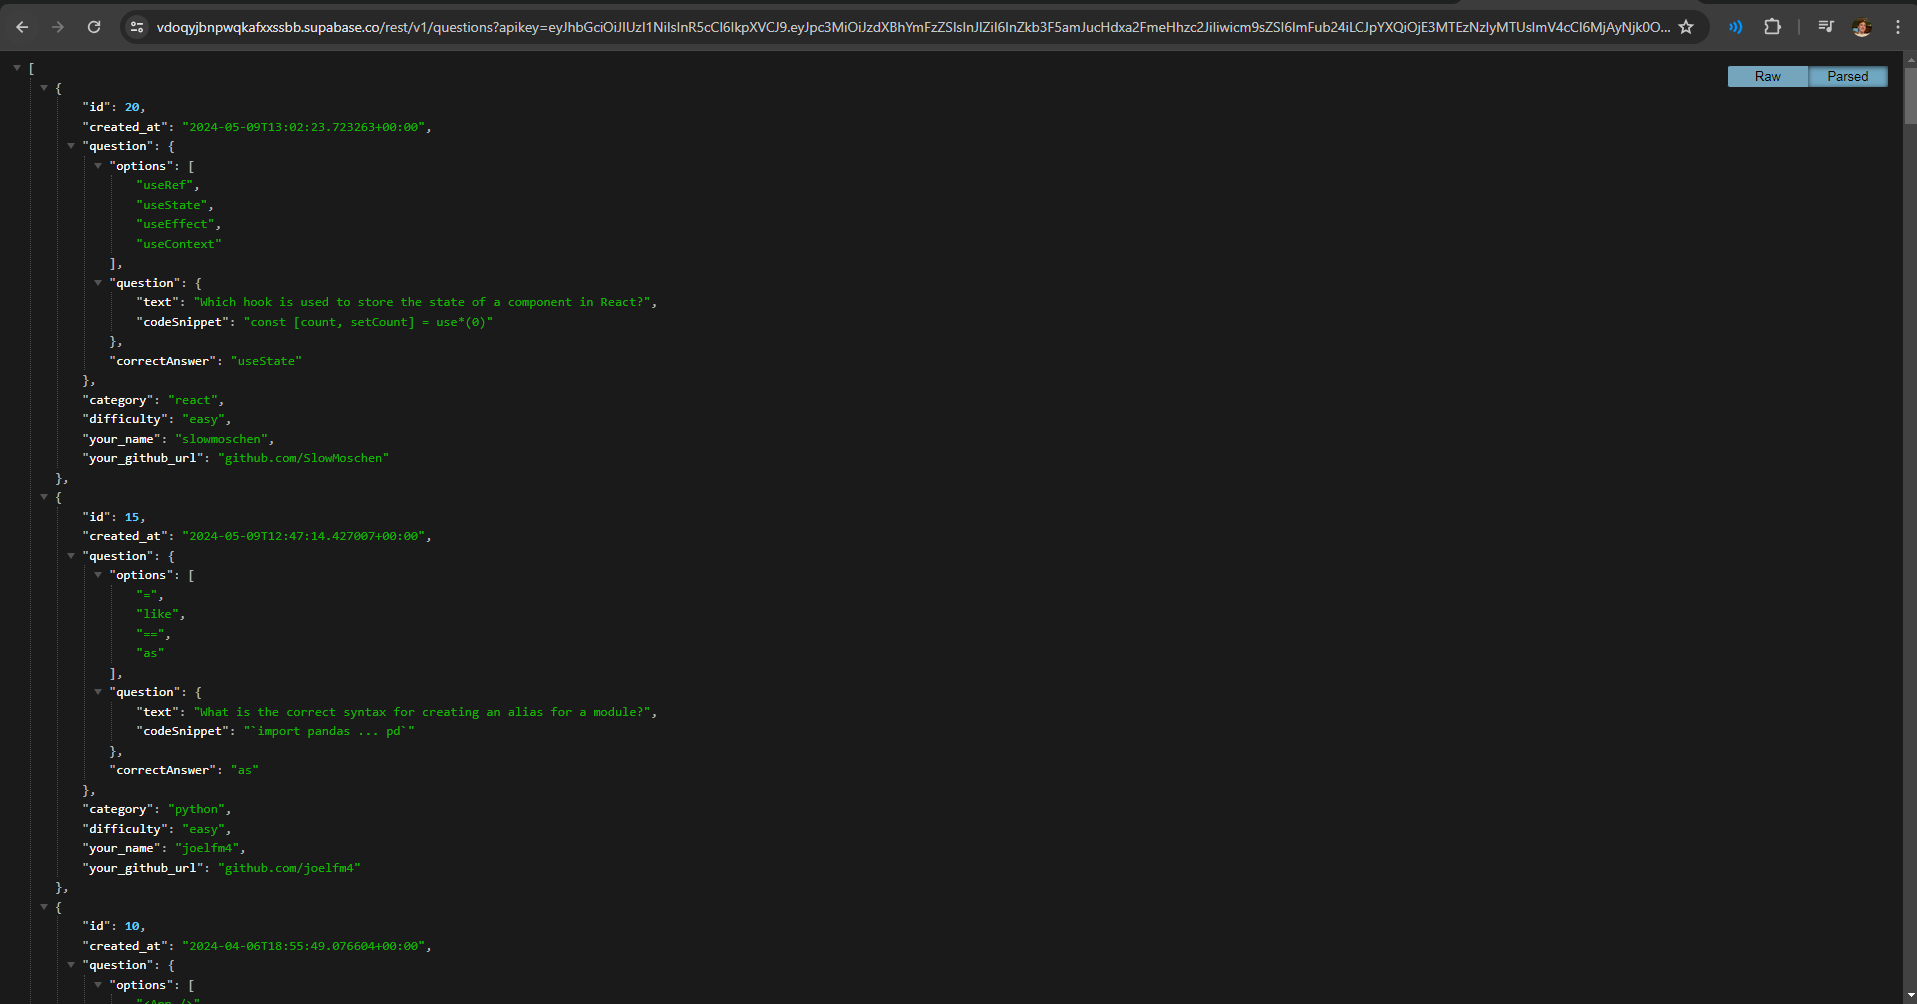 vdoqyjbnpwqkafxxssbb.supabase.co/rest/v1/questions?apikey=
Raw
Parsed
[
{
"id": 20,
"created_at": "2024-05-09T13:02:23.723263+00:00",
"question": {
"options": [
"useRef",
"useState",
"useEffect",
"useContext"
],
"question": {
"text": "Which hook is used to store the state of a component in React?",
"codeSnippet": "const [count, setCount] = use*(0)"
},
"correctAnswer": "useState"
},
"category": "react",
"difficulty": "easy",
"your_name": "slowmoschen",
"your_github_url": "github.com/SlowMoschen"
},
{
"id": 15,
"created_at": "2024-05-09T12:47:14.427007+00:00",
"question": {
"options": [
"=",
"like",
"==",
"as"
],
"question": {
"text": "What is the correct syntax for creating an alias for a module?",
"codeSnippet": "`import pandas ... pd`"
},
"correctAnswer": "as"
},
"category": "python",
"difficulty": "easy",
"your_name": "joelfm4",
"your_github_url": "github.com/joelfm4"
},
{
"id": 10,
"created_at": "2024-04-06T18:55:49.076604+00:00",
"question": {
"options": [